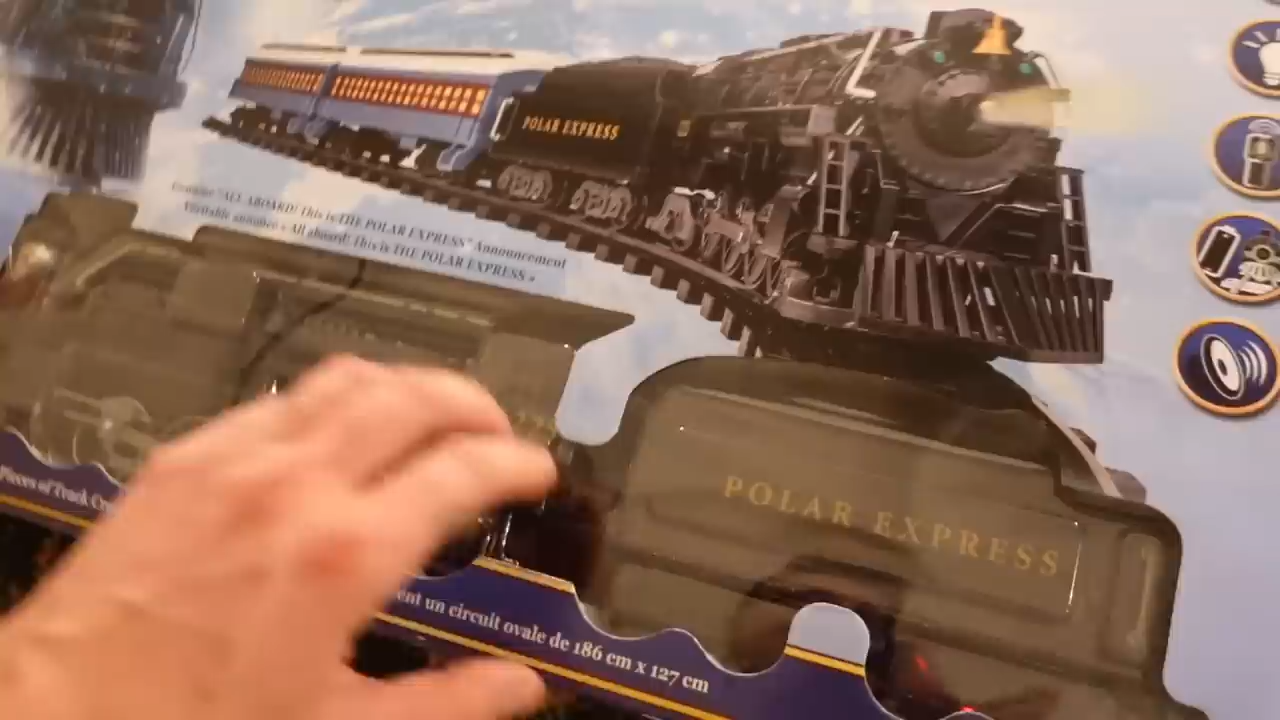 POLAR EXPRESS
Genuine "ALL ABOARD! This is THE POLAR EXPRESS" Announcement
Véritable annonce « All aboard! This is THE POLAR EXPRESS »
POLAR EXPRESS
Pieces of Track
ent un circuit ovale de 186 cm x 127 cm